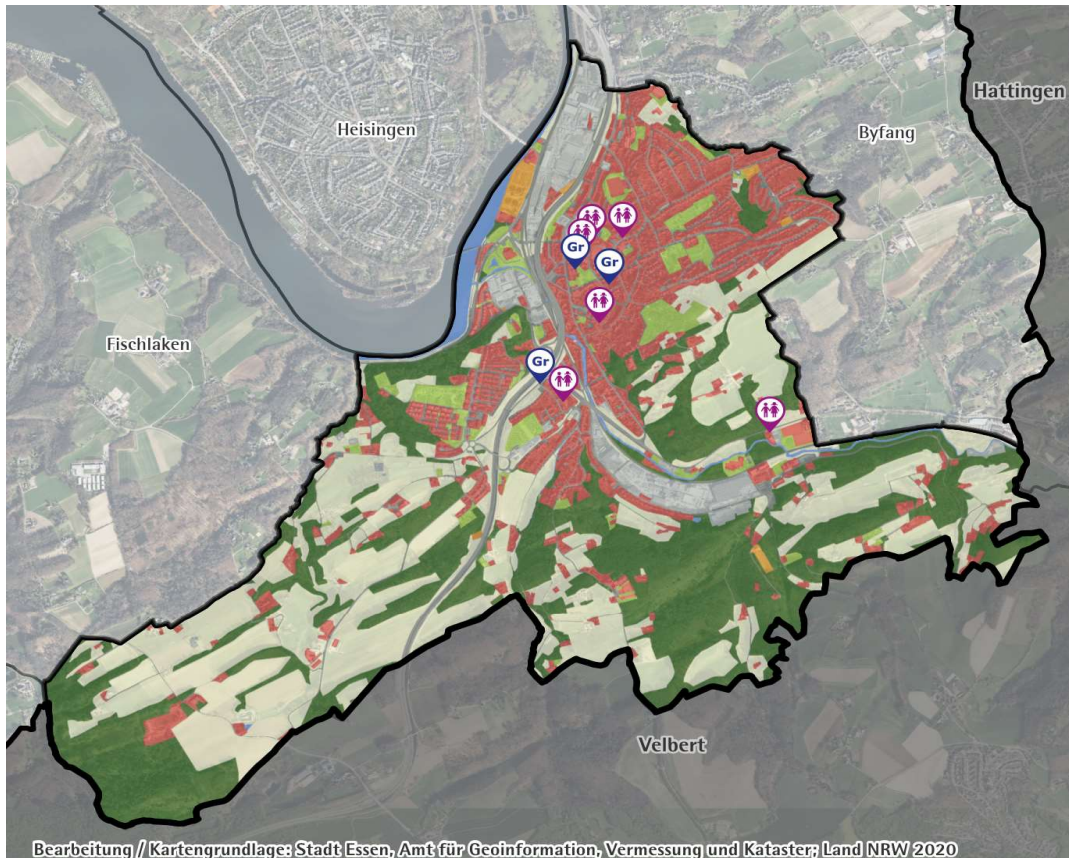 Hattingen
Heisingen
Byfang
Gr
Gr
Fischlaken
Gr
Velbert
Bearbeitung / Kartengrundlage: Stadt Essen, Amt für Geoinformation, Vermessung und Kataster; Land NRW 2020